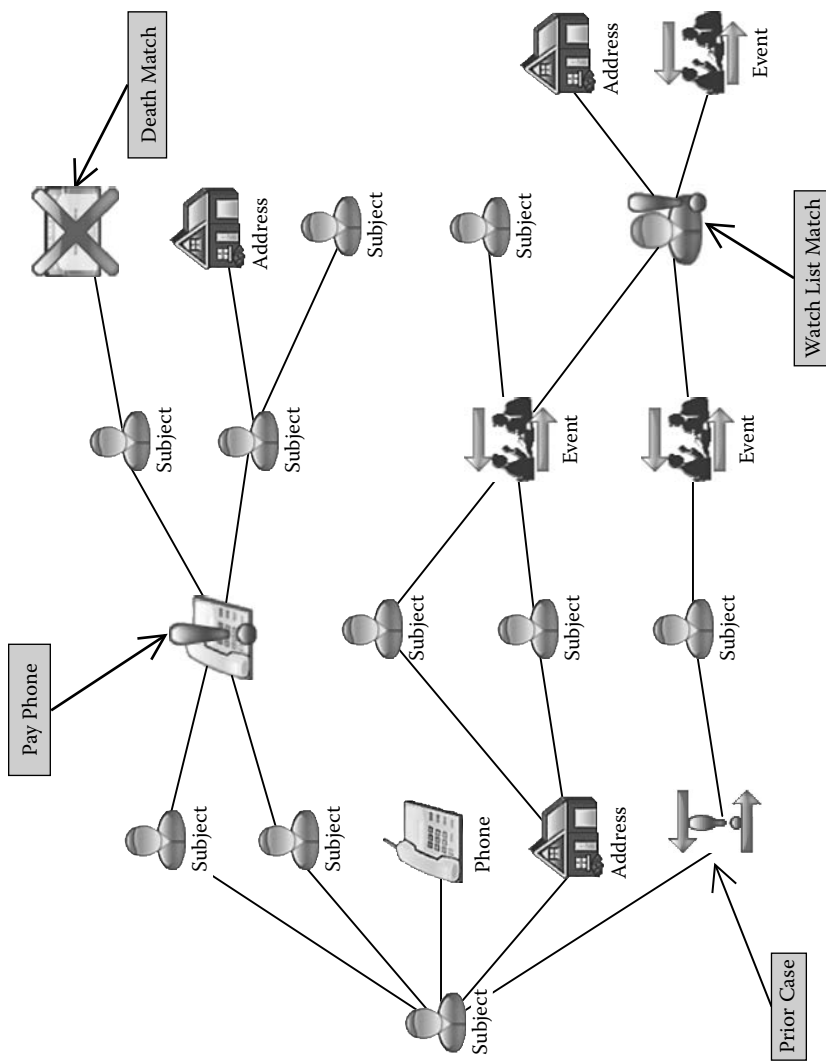 Death Match
Address
Event
Address
Subject
Subject
Watch List Match
Subject
Subject
Event
Event
Pay Phone
Subject
Subject
Subject
Subject
Subject
Phone
Address
Subject
Prior Case